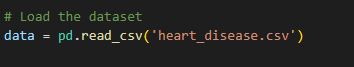 # Load the dataset
data = pd.read_csv('heart_disease.csv')